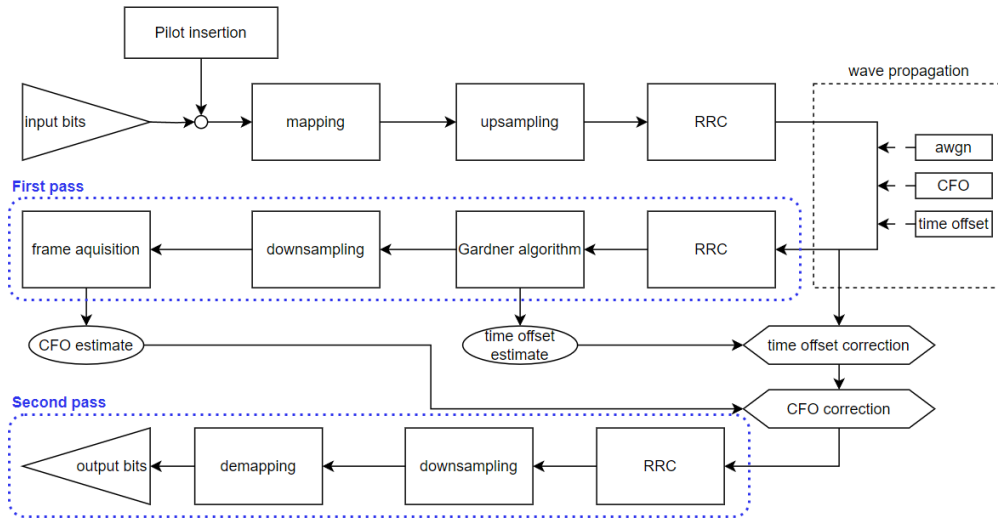 Pilot insertion
wave propagation
input bits
mapping
upsampling
RRC
awgn
CFO
time offset
First pass
frame aquisition
downsampling
Gardner algorithm
RRC
CFO estimate
time offset
estimate
time offset correction
Second pass
CFO correction
output bits
demapping
downsampling
RRC